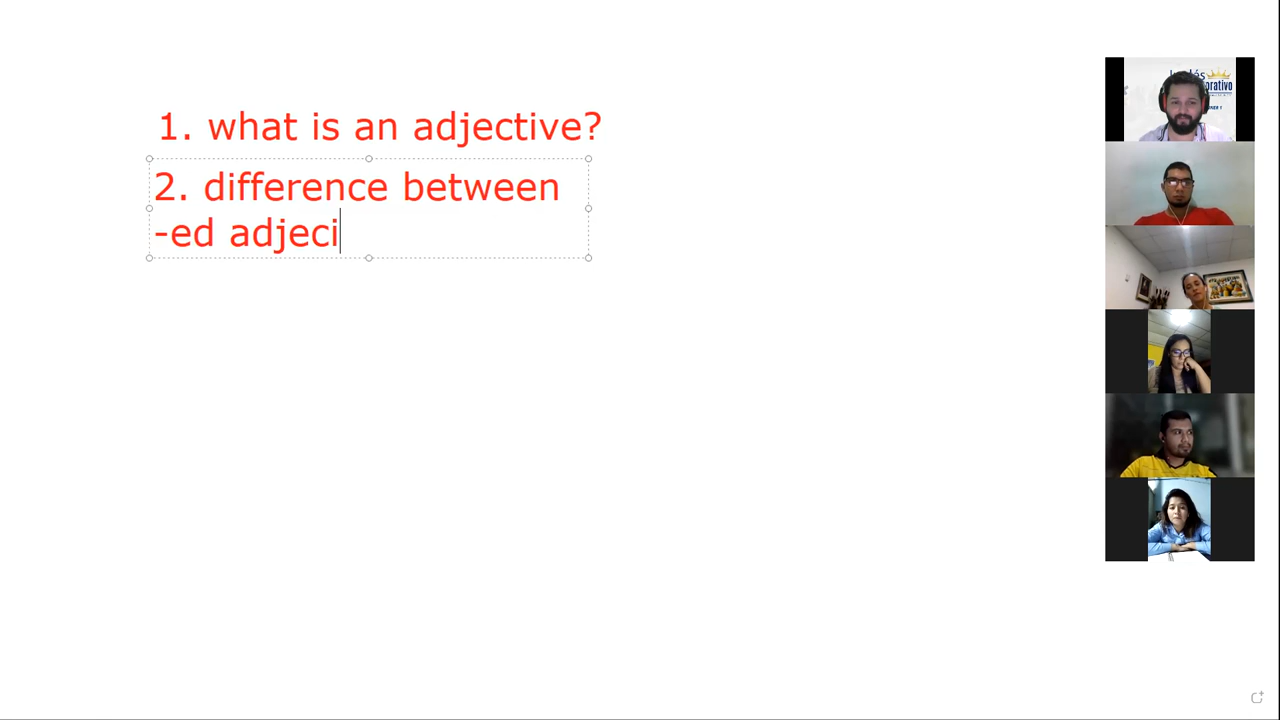 1. what is an adjective?
2. difference between
-ed adjeci